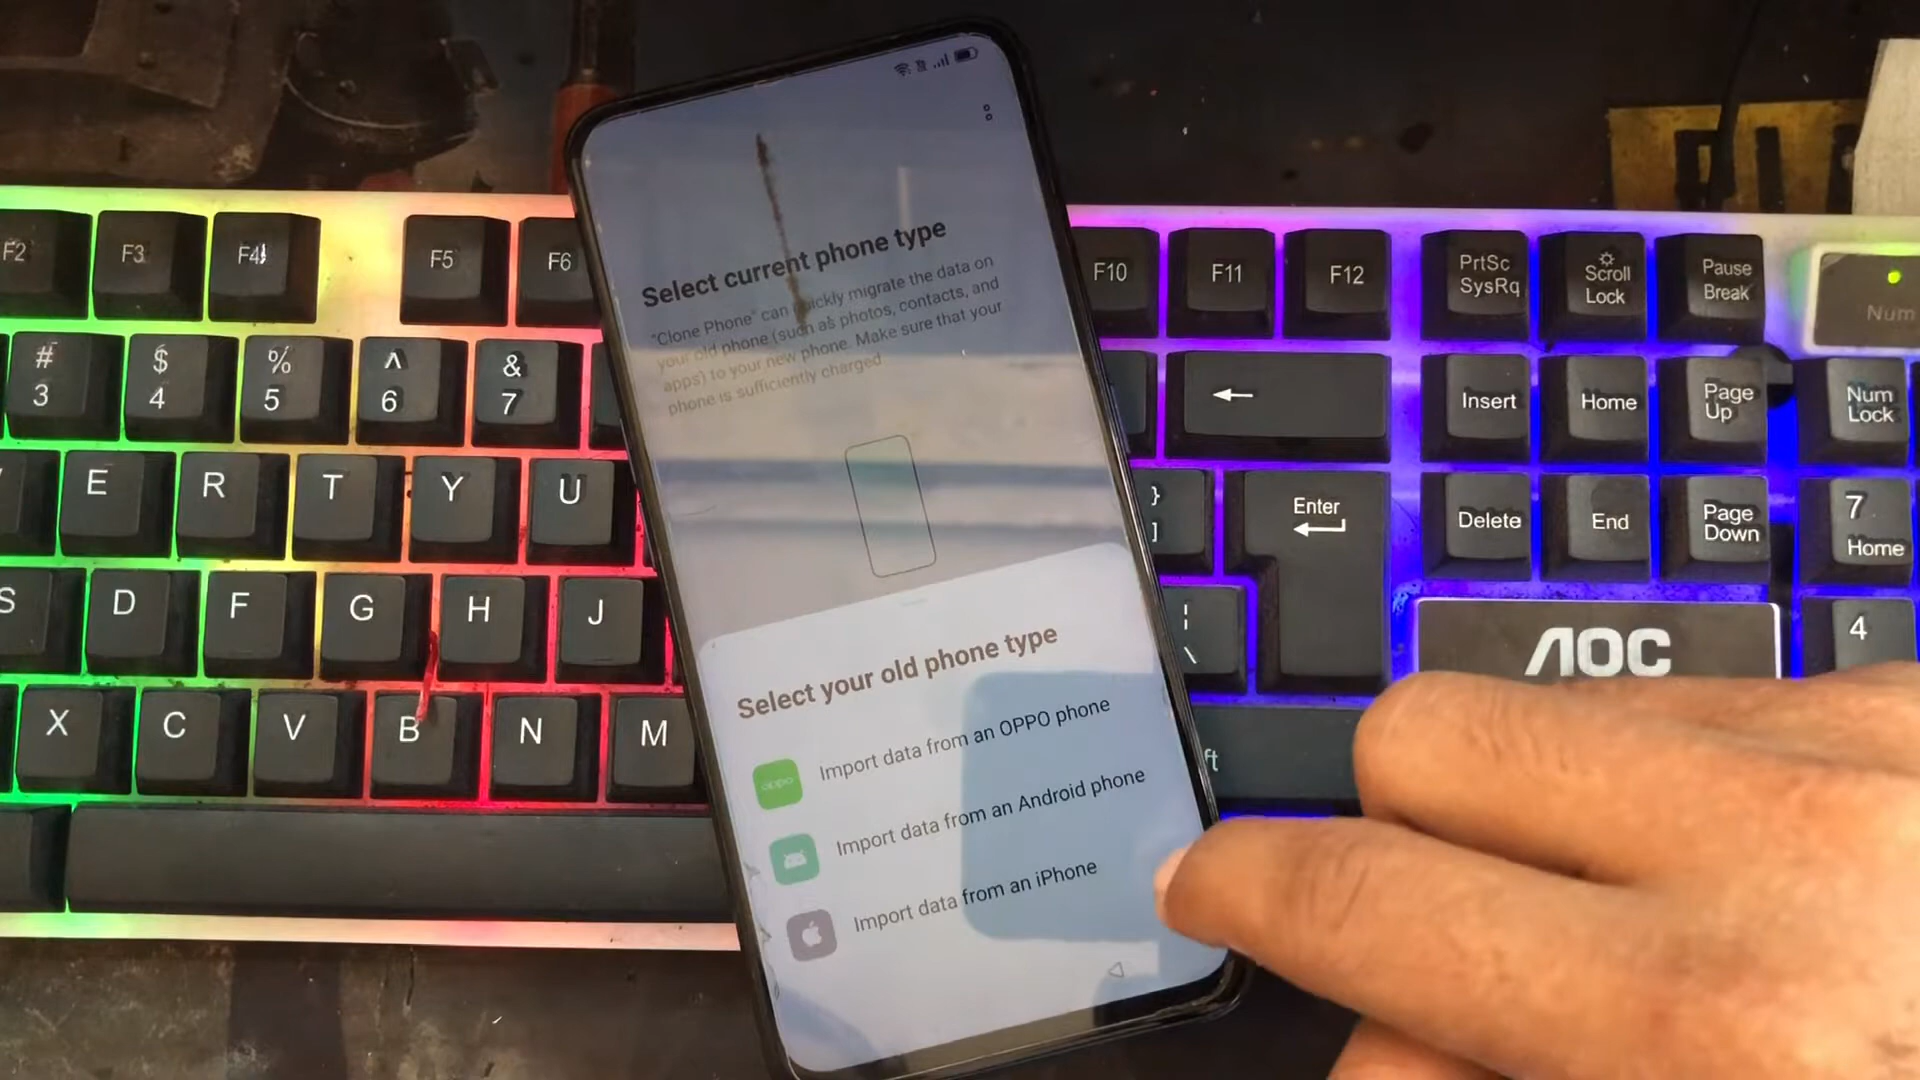 Select current phone type
"Clone Phone" can quickly migrate the data on
your old phone (such as photos, contacts, and
apps) to your new phone. Make sure that your
phone is sufficiently charged
Select your old phone type
oppo
Import data from an OPPO phone
Import data from an Android phone
Import data from an iPhone
F2
F3
F4
F5
F6
F10
F11
F12
PrtSc
SysRq
Scroll
Lock
Pause
Break
Num
#
3
$
4
%
5
^
6
&
7
←
Insert
Home
Page
Up
Num
Lock
E
R
T
Y
U
}
]
Enter
Delete
End
Page
Down
7
Home
S
D
F
G
H
J
¦
\
AOC
4
X
C
V
B
N
M
ft